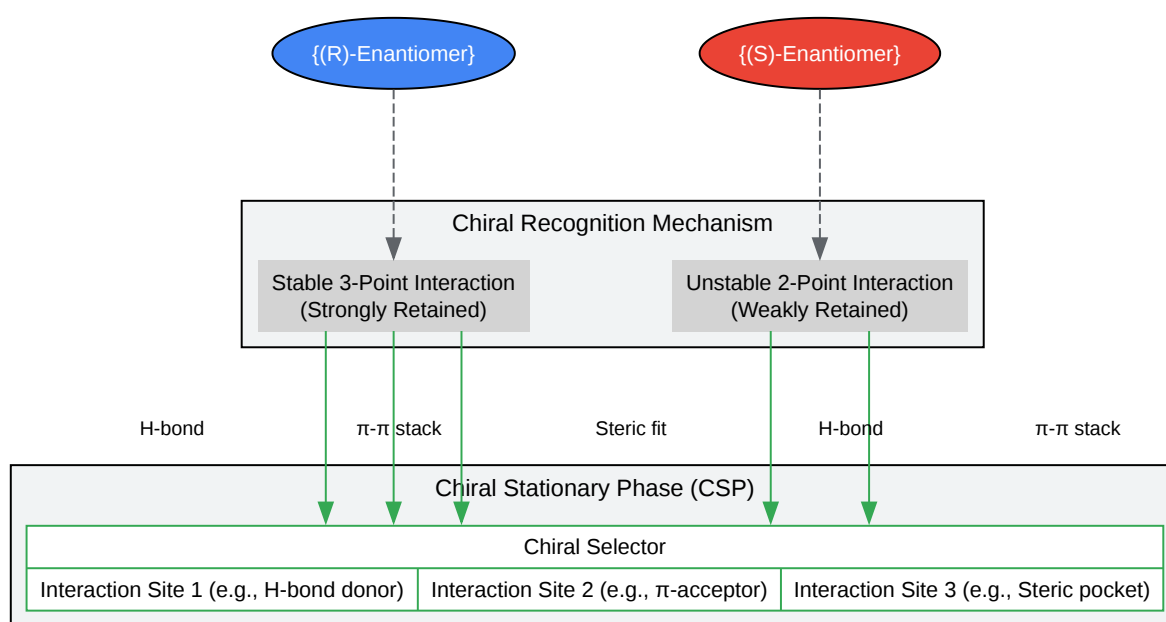 {(R)-Enantiomer}
{(S)-Enantiomer}
Chiral Recognition Mechanism
Stable 3-Point Interaction
(Strongly Retained)
Unstable 2-Point Interaction
(Weakly Retained)
H-bond
π-π stack
Steric fit
H-bond
π-π stack
Chiral Stationary Phase (CSP)
Chiral Selector
Interaction Site 1 (e.g., H-bond donor)
Interaction Site 2 (e.g., π-acceptor)
Interaction Site 3 (e.g., Steric pocket)